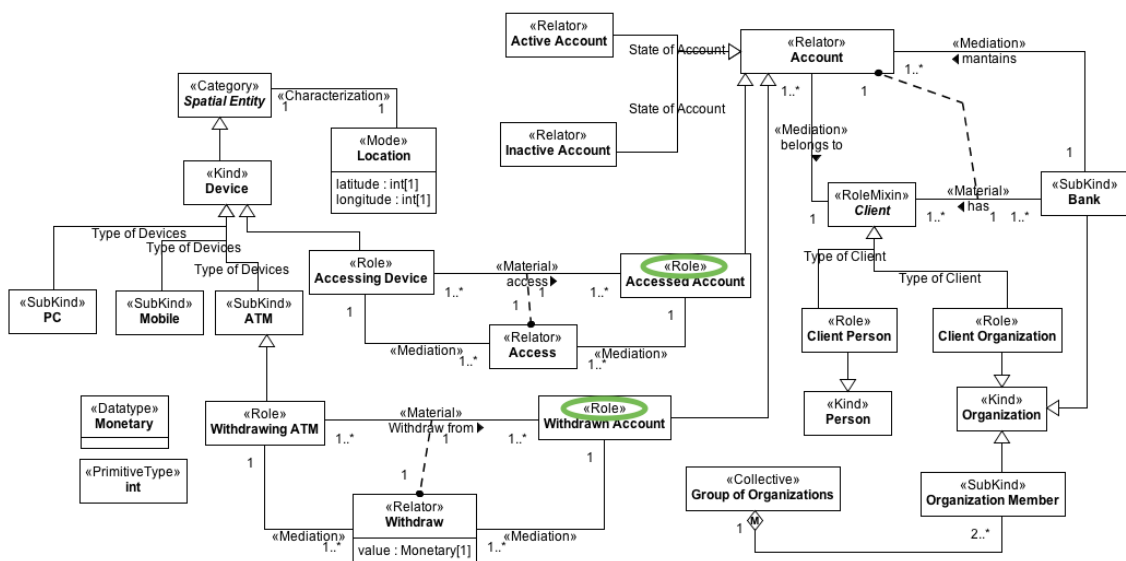 «Relator»
Active Account
State of Account
«Relator»
Account
«Mediation»
◀ mantains
1..*
1..*
1
«Category»
Spatial Entity
«Characterization»
1
1
State of Account
«Relator»
Inactive Account
«Mode»
Location
latitude : int[1]
longitude : int[1]
«Mediation»
belongs to
1
«Kind»
Device
«RoleMixin»
Client
«Material»
◀ has
1
1..*
1
1..*
«SubKind»
Bank
Type of Devices
Type of Devices
Type of Devices
«Role»
Accessing Device
«Material»
access ▶
«Role»
Accessed Account
Type of Client
Type of Client
1..*
1
1..*
«SubKind»
PC
«SubKind»
Mobile
«SubKind»
ATM
1
1
1
«Role»
Client Person
«Role»
Client Organization
«Relator»
Access
«Mediation»
1..*
1..*
«Mediation»
«Datatype»
Monetary
«Role»
Withdrawing ATM
«Material»
Withdraw from ▶
«Role»
Withdrawn Account
«Kind»
Person
«Kind»
Organization
1..*
1
1..*
«PrimitiveType»
int
1
1
1
«Collective»
Group of Organizations
«SubKind»
Organization Member
«Relator»
Withdraw
value : Monetary[1]
«Mediation»
1..*
1..*
«Mediation»
1
M
2..*